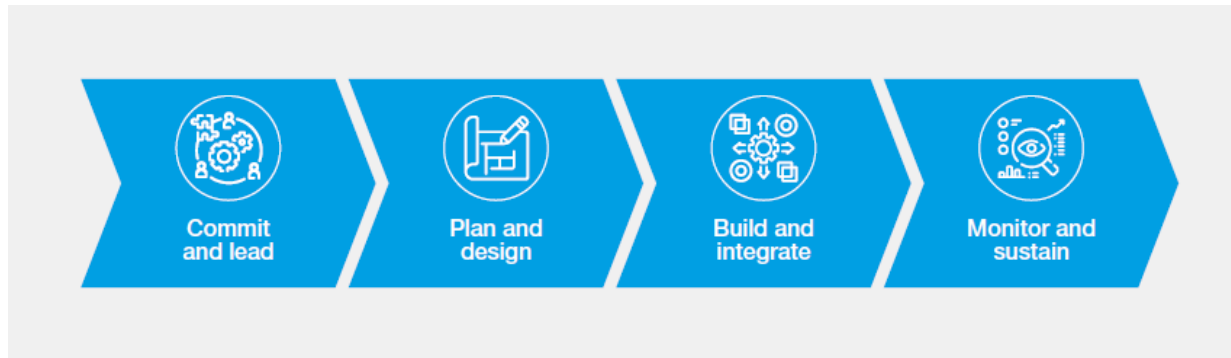 Commit
and lead
Plan and
design
Build and
integrate
Monitor and
sustain